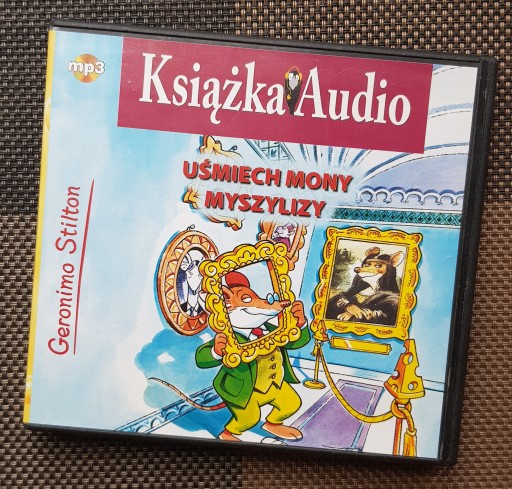 mp3
Książka Audio
UŚMIECH MONY
MYSZYLIZY
Geronimo Stilton